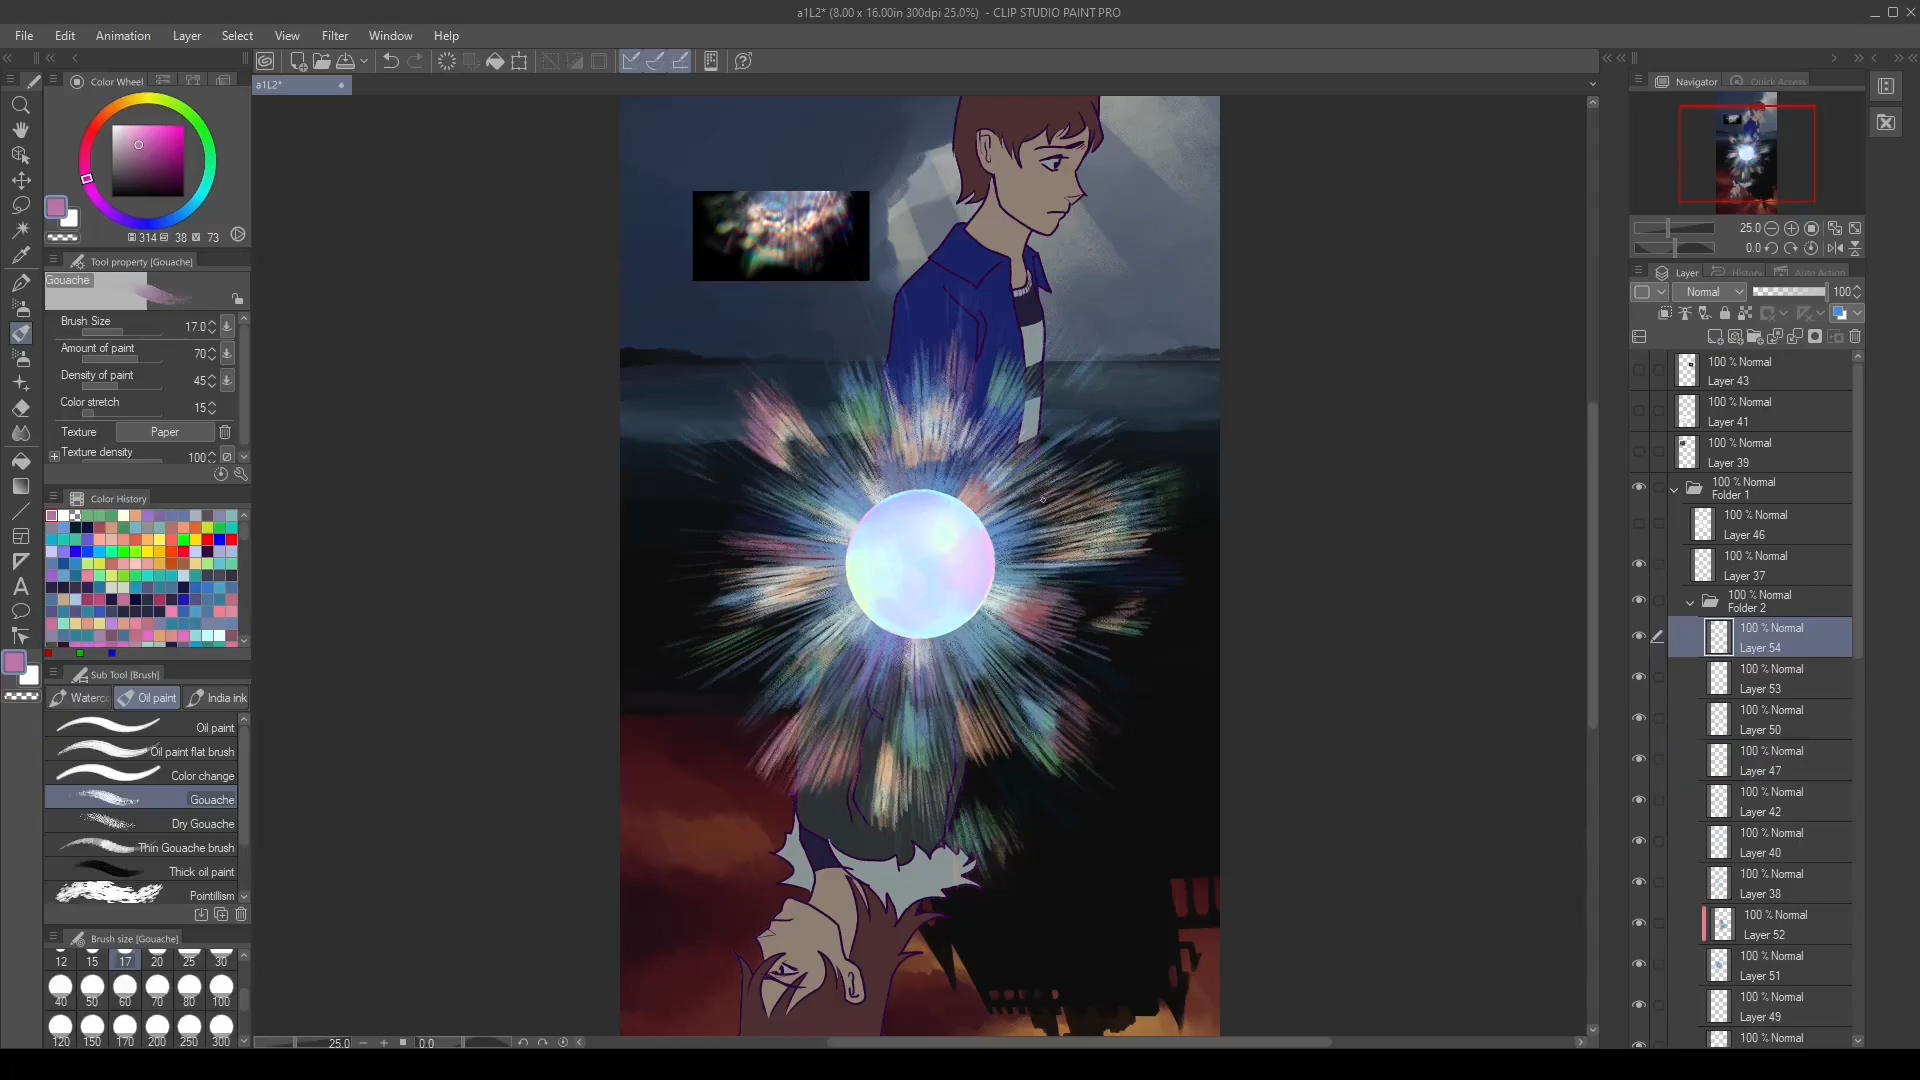 a1L2* (8.00 x 16.00in 300dpi 25.0%) - CLIP STUDIO PAINT PRO
File Edit Animation Layer Select View Filter Window Help
Color Wheel
a1L2*
Navigator Quick Access
314 38 73
25.0
0.0
Tool property [Gouache]
Gouache
Brush Size 17.0
Amount of paint 70
Density of paint 45
Color stretch 15
Texture Paper
Texture density 100
Color History
Sub Tool [Brush]
Oil paint India ink
Oil paint
Oil paint flat brush
Color change
Gouache
Dry Gouache
Thin Gouache brush
Thick oil paint
Pointillism
Brush size [Gouache]
12 15 17 20 25 30
40 50 60 70 80 100
120 150 170 200 250 300
25.0 0.0
Layer History Auto Action
Normal 100
100 % Normal
Layer 43
100 % Normal
Layer 41
100 % Normal
Layer 39
100 % Normal
Folder 1
100 % Normal
Layer 46
100 % Normal
Layer 37
100 % Normal
Folder 2
100 % Normal
Layer 54
100 % Normal
Layer 53
100 % Normal
Layer 50
100 % Normal
Layer 47
100 % Normal
Layer 42
100 % Normal
Layer 40
100 % Normal
Layer 38
100 % Normal
Layer 52
100 % Normal
Layer 51
100 % Normal
Layer 49
100 % Normal